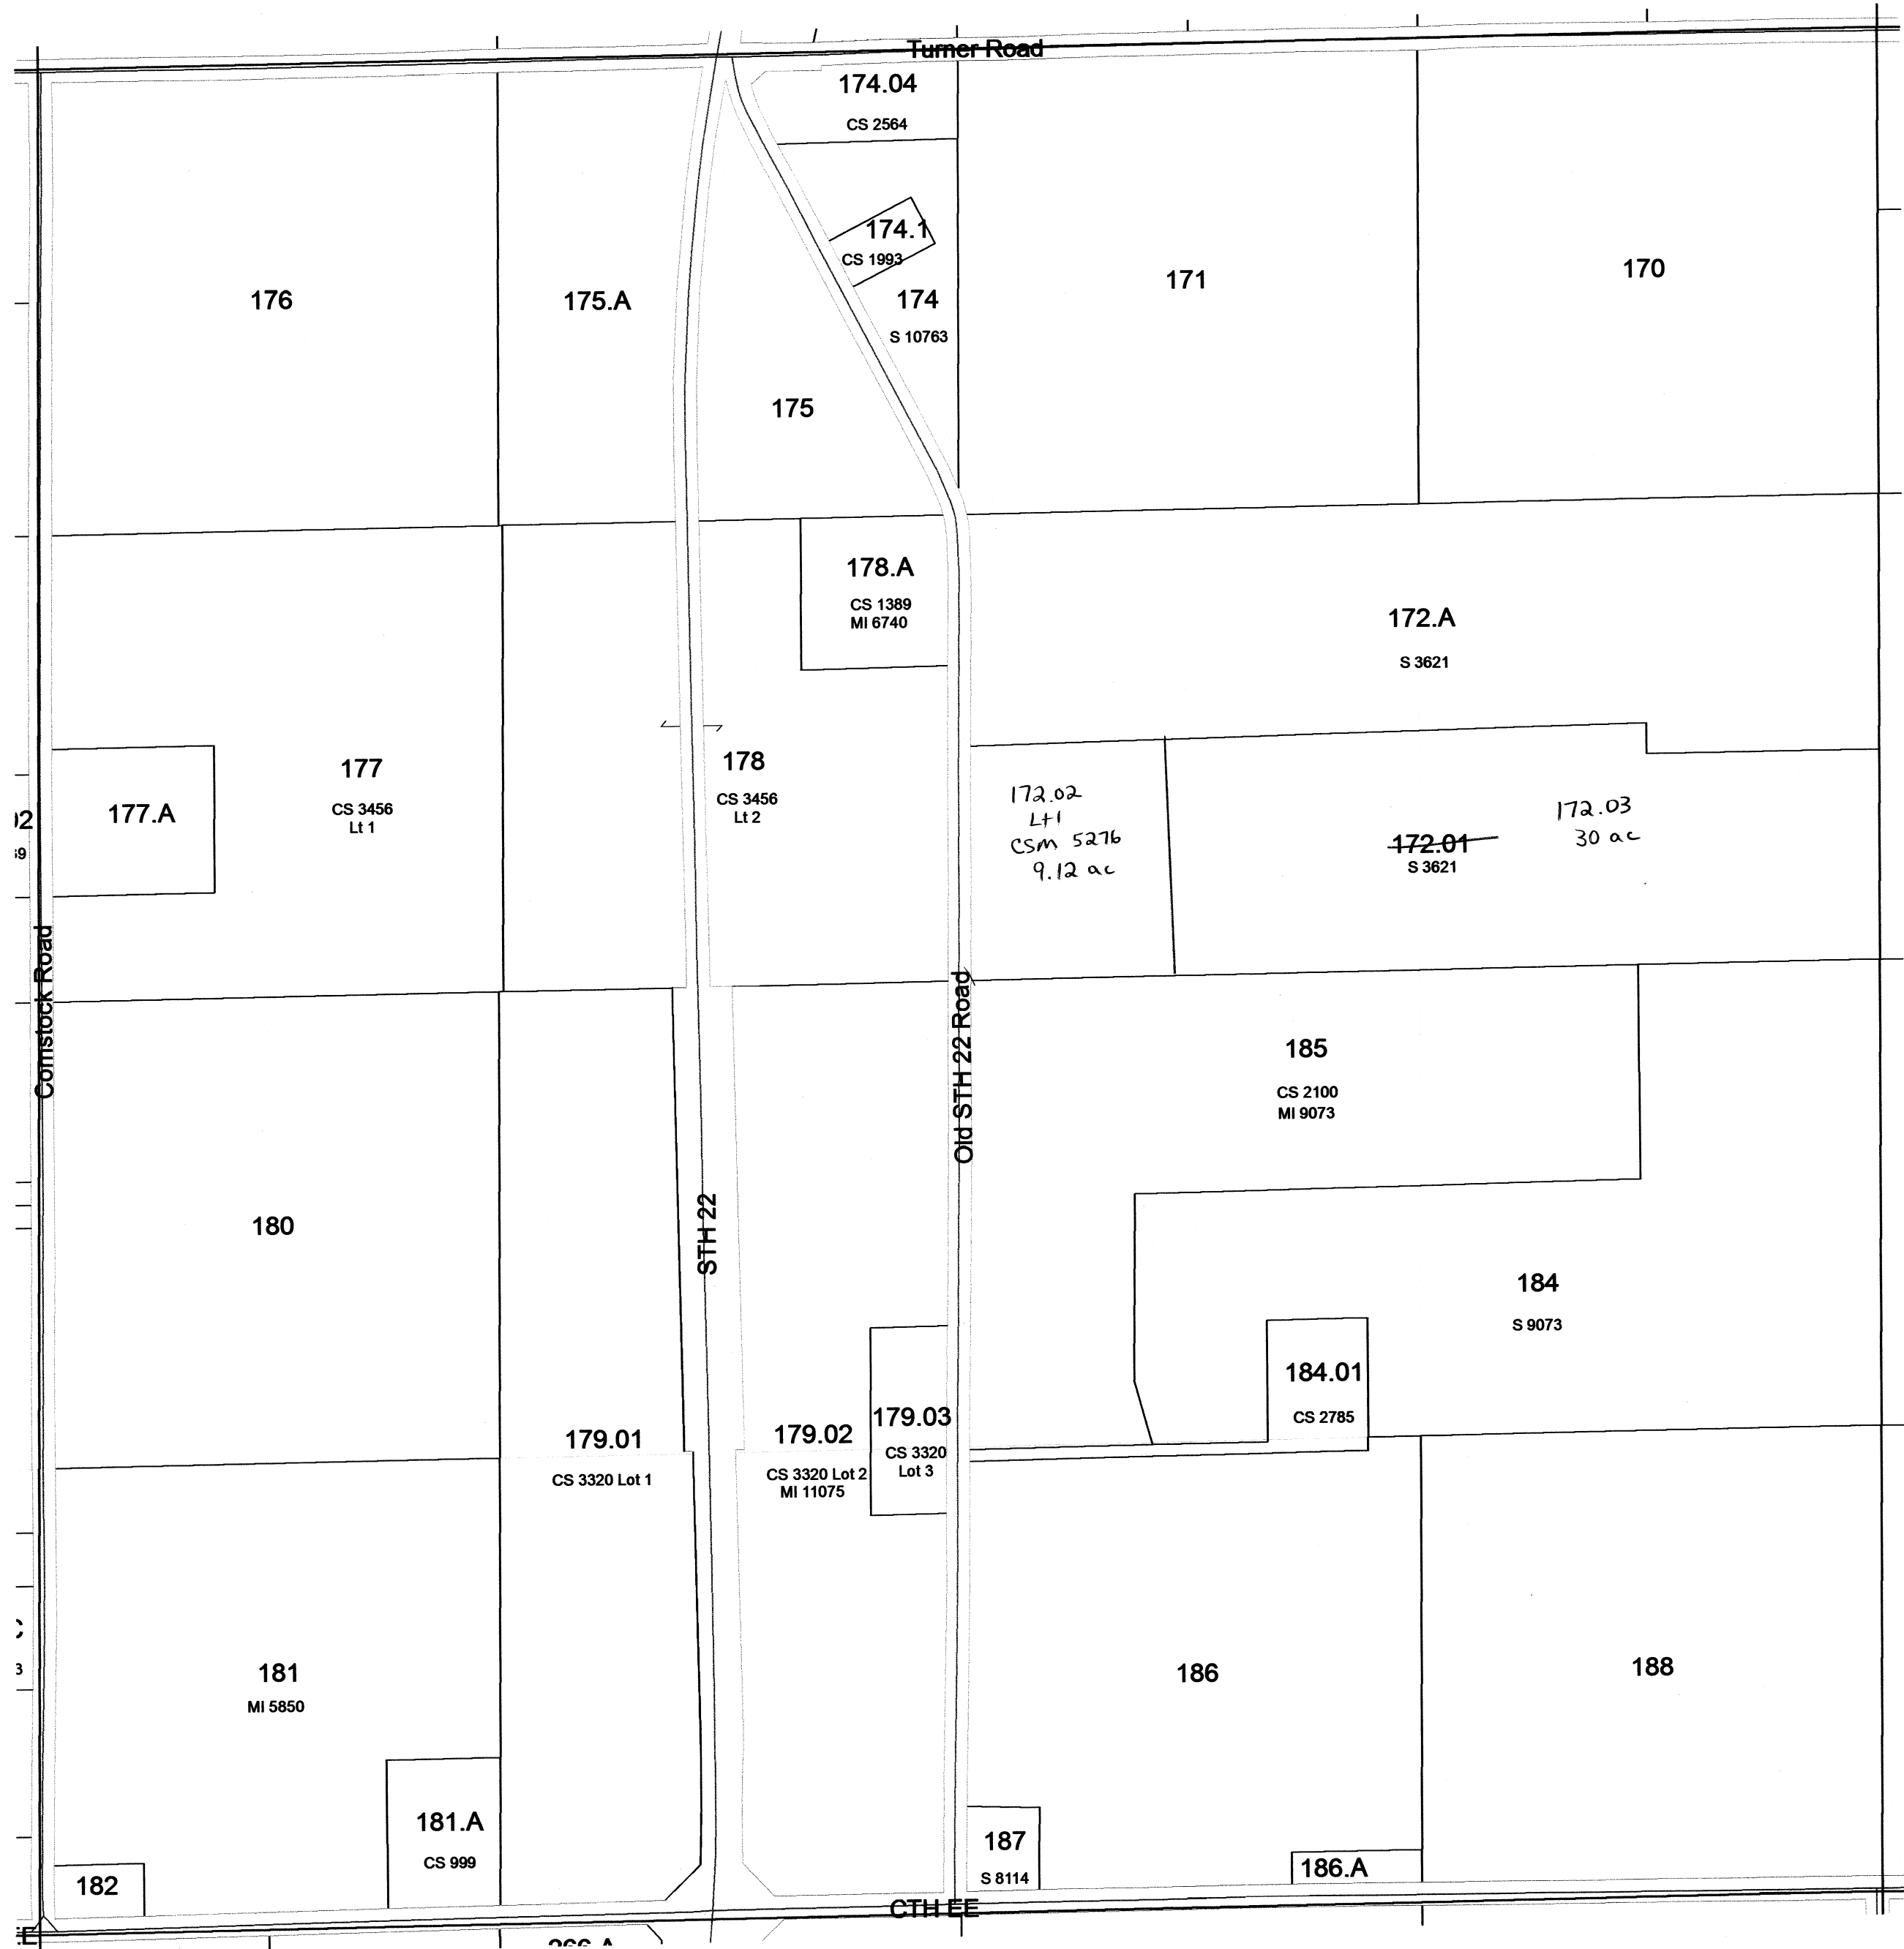 Turner Road
174.04
CS 2564
174.1
CS 1993
176
175.A
174
S 10763
171
170
175
178.A
CS 1389
MI 6740
172.A
S 3621
177
CS 3456
Lt 1
177.A
178
CS 3456
Lt 2
172.02
Lt 1
CSM 5276
9.12 ac
172.01
S 3621
172.03
30 ac
Comstock Road
Old STH 22 Road
185
CS 2100
MI 9073
180
STH 22
184
S 9073
184.01
CS 2785
179.01
CS 3320 Lot 1
179.02
CS 3320 Lot 2
MI 11075
179.03
CS 3320
Lot 3
181
MI 5850
186
188
181.A
CS 999
182
187
S 8114
186.A
CTH EE
266.A